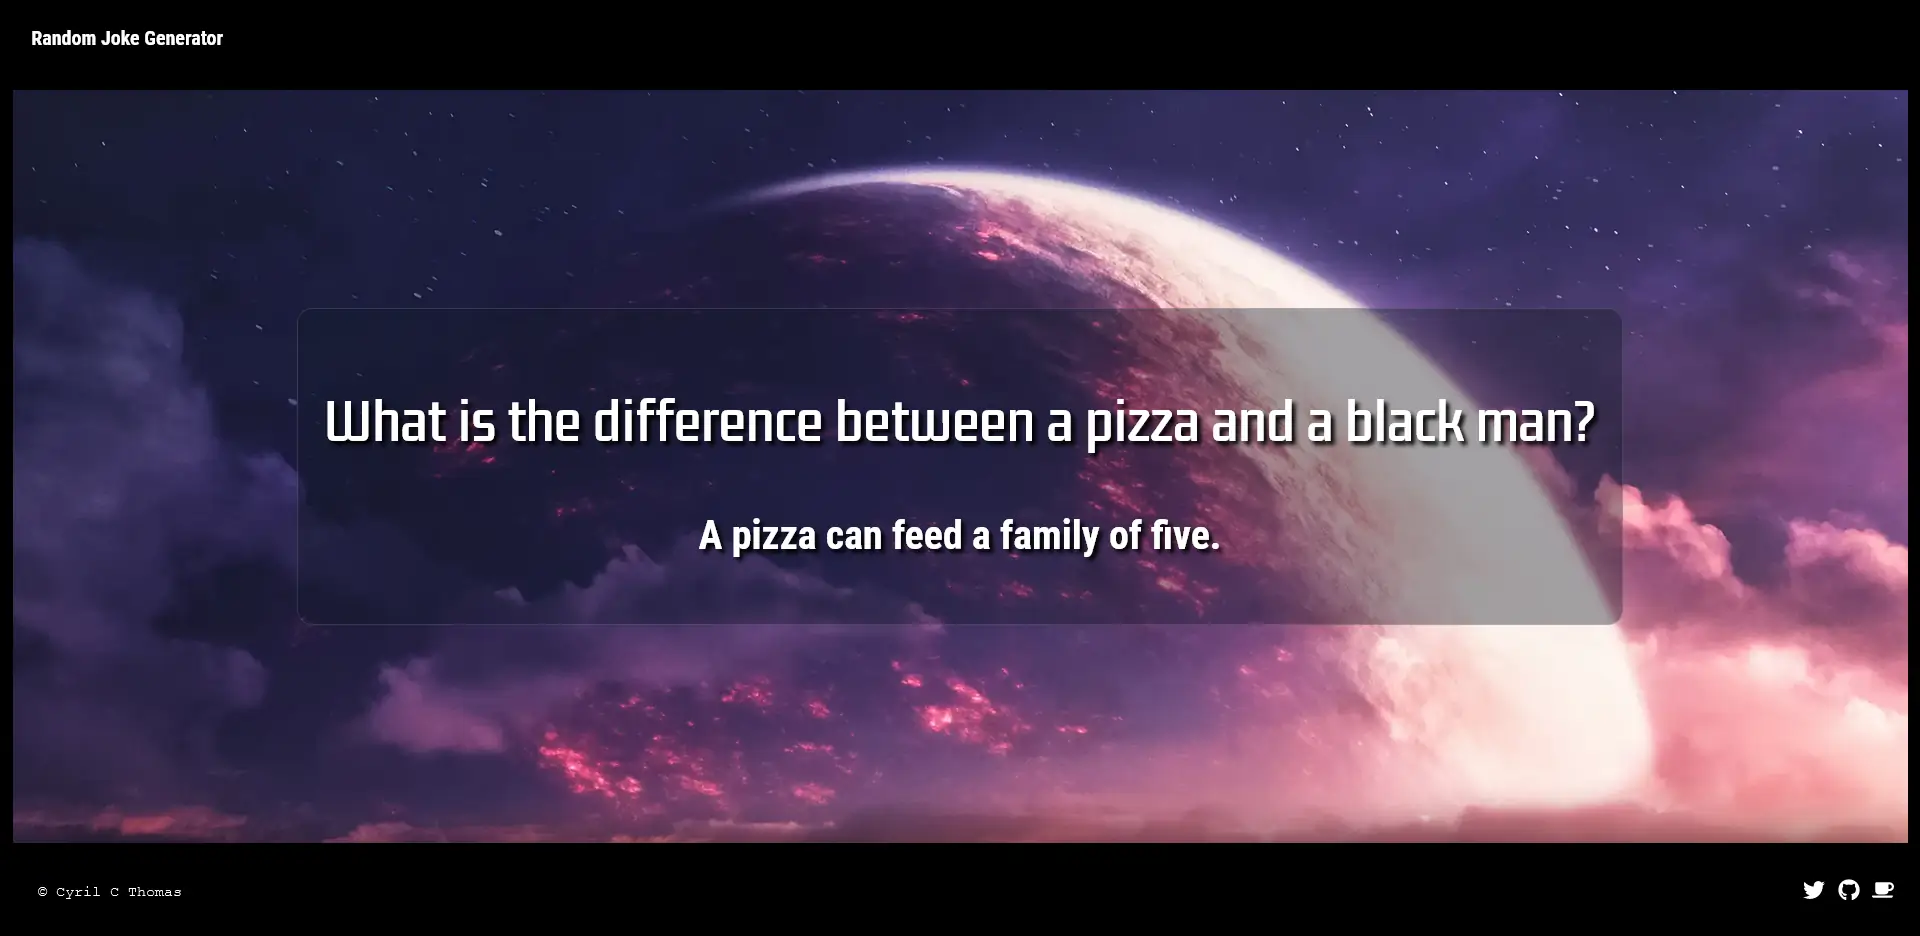 Random Joke Generator
What is the difference between a pizza and a black man?
A pizza can feed a family of five.
© Cyril C Thomas